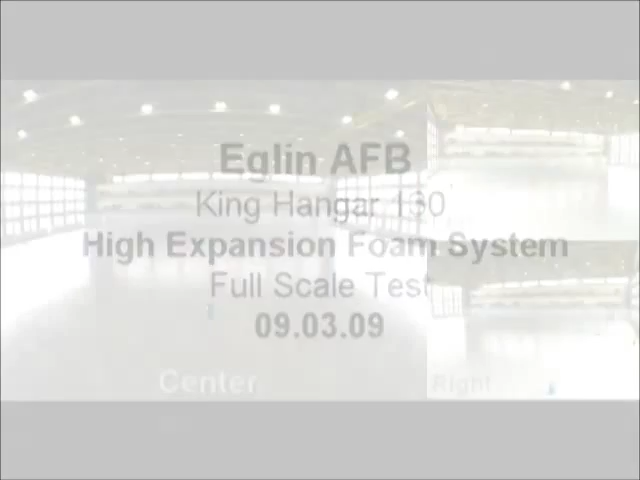 Eglin AFB
King Hangar 130
High Expansion Foam System
Full Scale Test
09.03.09
Center
Right